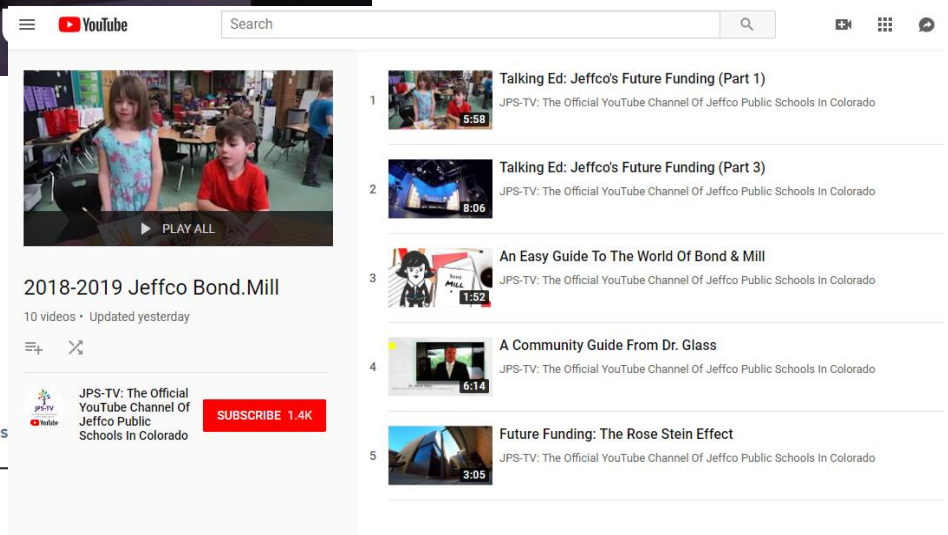 YouTube
Search
PLAY ALL
2018-2019 Jeffco Bond.Mill
10 videos • Updated yesterday
JPS-TV
YouTube
JPS-TV: The Official
YouTube Channel Of
Jeffco Public
Schools In Colorado
SUBSCRIBE 1.4K
1
5:58
Talking Ed: Jeffco's Future Funding (Part 1)
JPS-TV: The Official YouTube Channel Of Jeffco Public Schools In Colorado
2
8:06
Talking Ed: Jeffco's Future Funding (Part 3)
JPS-TV: The Official YouTube Channel Of Jeffco Public Schools In Colorado
3
Bond
MILL
1:52
An Easy Guide To The World Of Bond & Mill
JPS-TV: The Official YouTube Channel Of Jeffco Public Schools In Colorado
4
6:14
A Community Guide From Dr. Glass
JPS-TV: The Official YouTube Channel Of Jeffco Public Schools In Colorado
5
3:05
Future Funding: The Rose Stein Effect
JPS-TV: The Official YouTube Channel Of Jeffco Public Schools In Colorado
s